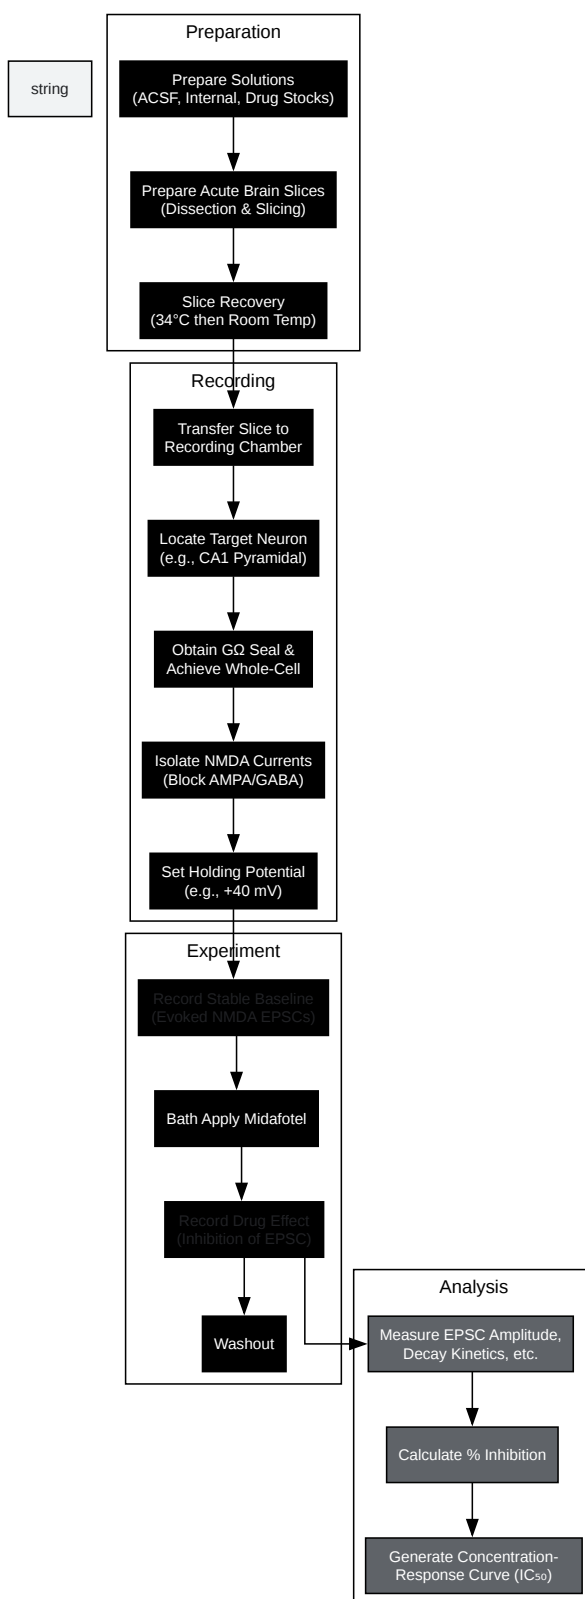 Preparation
string
Prepare Solutions
(ACSF, Internal, Drug Stocks)
Prepare Acute Brain Slices
(Dissection & Slicing)
Slice Recovery
(34°C then Room Temp)
Recording
Transfer Slice to
Recording Chamber
Locate Target Neuron
(e.g., CA1 Pyramidal)
Obtain GΩ Seal &
Achieve Whole-Cell
Isolate NMDA Currents
(Block AMPA/GABA)
Set Holding Potential
(e.g., +40 mV)
Experiment
Record Stable Baseline
(Evoked NMDA EPSCs)
Bath Apply Midafotel
Record Drug Effect
(Inhibition of EPSC)
Washout
Analysis
Measure EPSC Amplitude,
Decay Kinetics, etc.
Calculate % Inhibition
Generate Concentration-
Response Curve (IC₅₀)